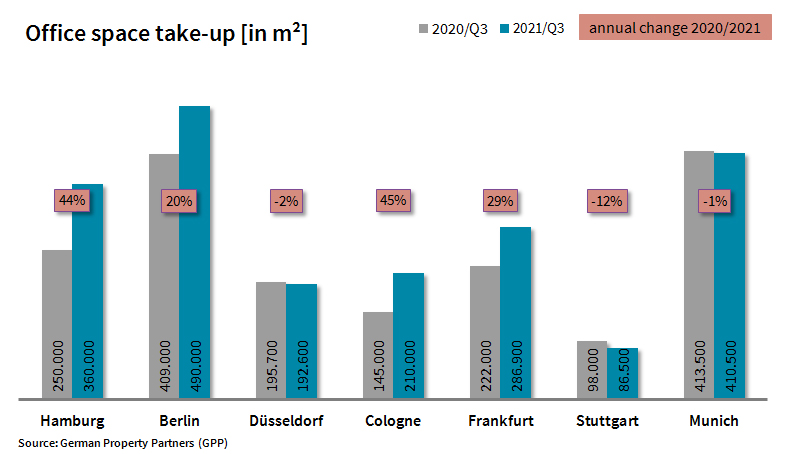 Office space take-up [in m²]
2020/Q3 2021/Q3
annual change 2020/2021
44% 20% -2% 45% 29% -12% -1%
250.000 360.000 409.000 490.000 195.700 192.600 145.000 210.000 222.000 286.900 98.000 86.500 413.500 410.500
Hamburg Berlin Düsseldorf Cologne Frankfurt Stuttgart Munich
Source: German Property Partners (GPP)